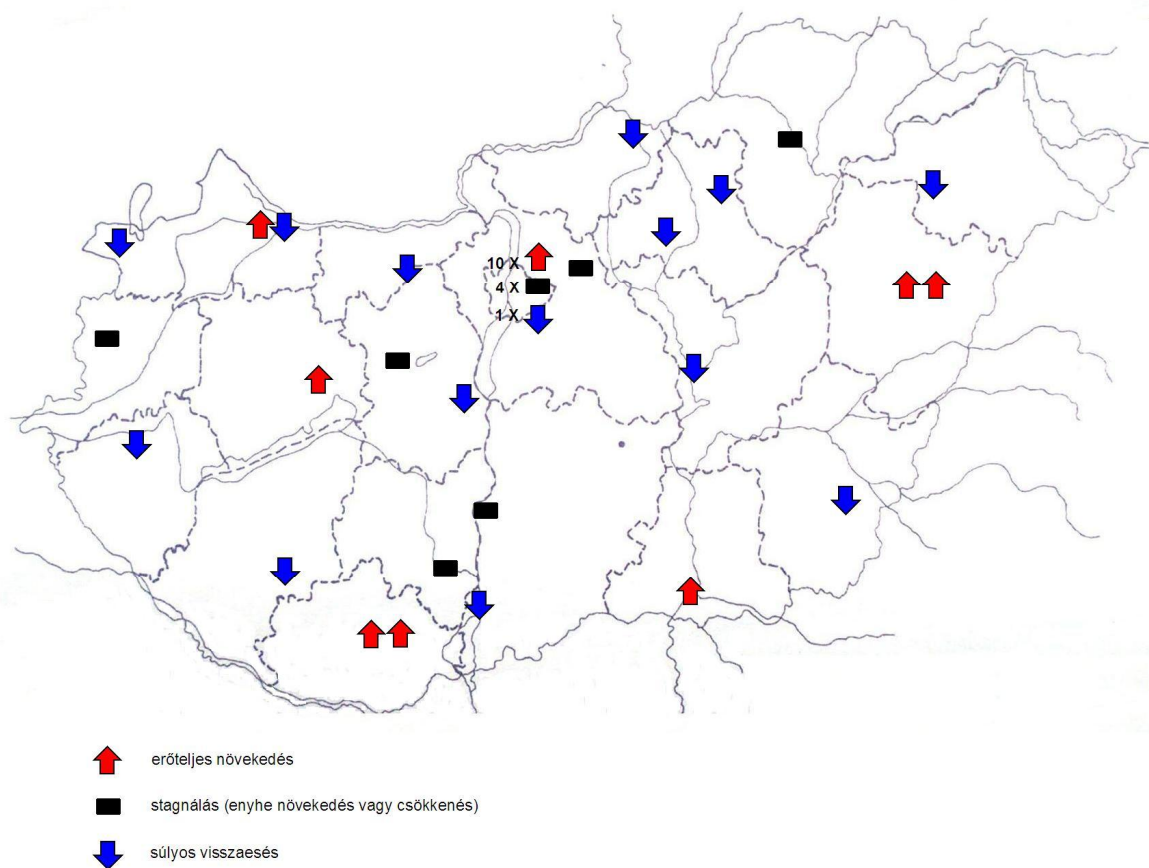 10 X
4 X
1 X
erőteljes növekedés
stagnálás (enyhe növekedés vagy csökkenés)
súlyos visszaesés